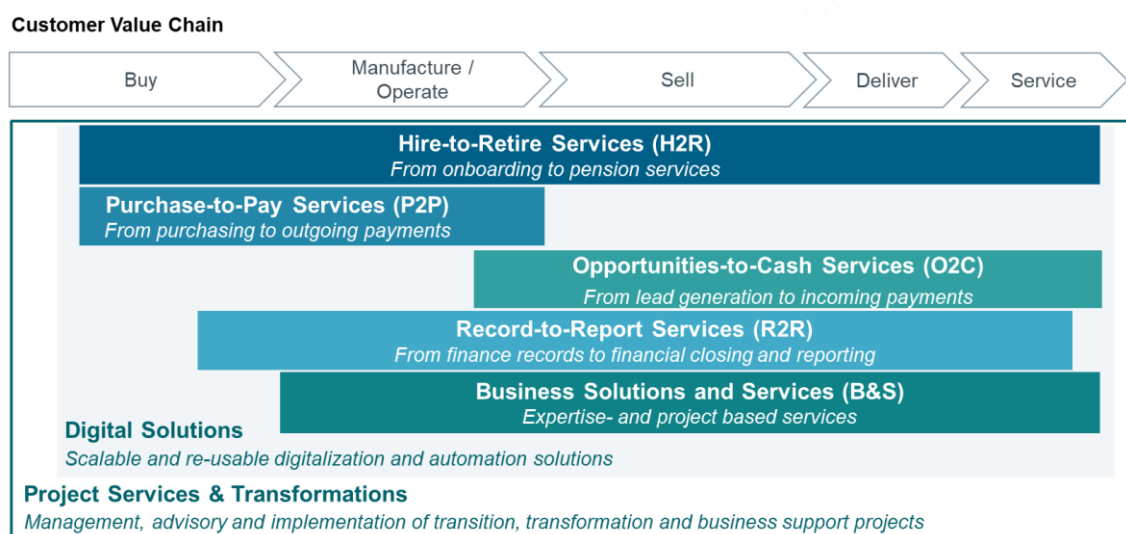 Customer Value Chain
Buy
Manufacture /
Operate
Sell
Deliver
Service
Hire-to-Retire Services (H2R)
From onboarding to pension services
Purchase-to-Pay Services (P2P)
From purchasing to outgoing payments
Opportunities-to-Cash Services (O2C)
From lead generation to incoming payments
Record-to-Report Services (R2R)
From finance records to financial closing and reporting
Business Solutions and Services (B&S)
Expertise- and project based services
Digital Solutions
Scalable and re-usable digitalization and automation solutions
Project Services & Transformations
Management, advisory and implementation of transition, transformation and business support projects